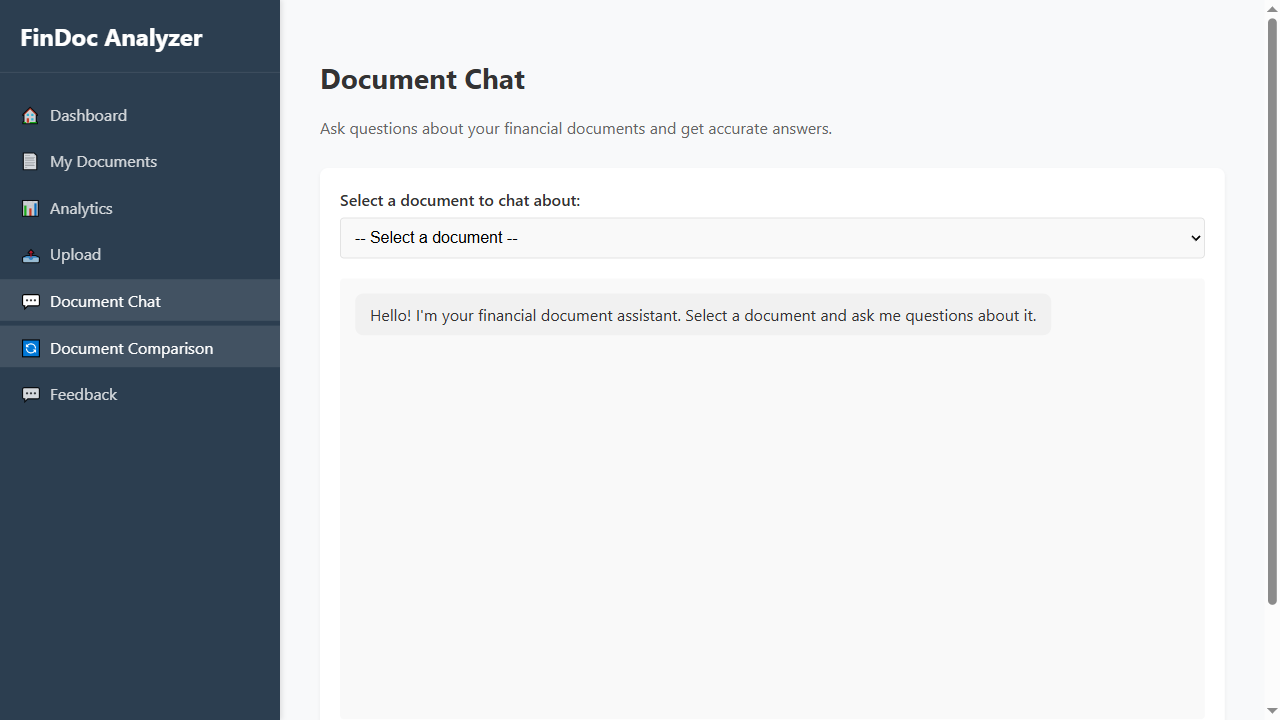 FinDoc Analyzer
Dashboard
My Documents
Analytics
Upload
Document Chat
Document Comparison
Feedback
Document Chat
Ask questions about your financial documents and get accurate answers.
Select a document to chat about:
-- Select a document --
Hello! I'm your financial document assistant. Select a document and ask me questions about it.